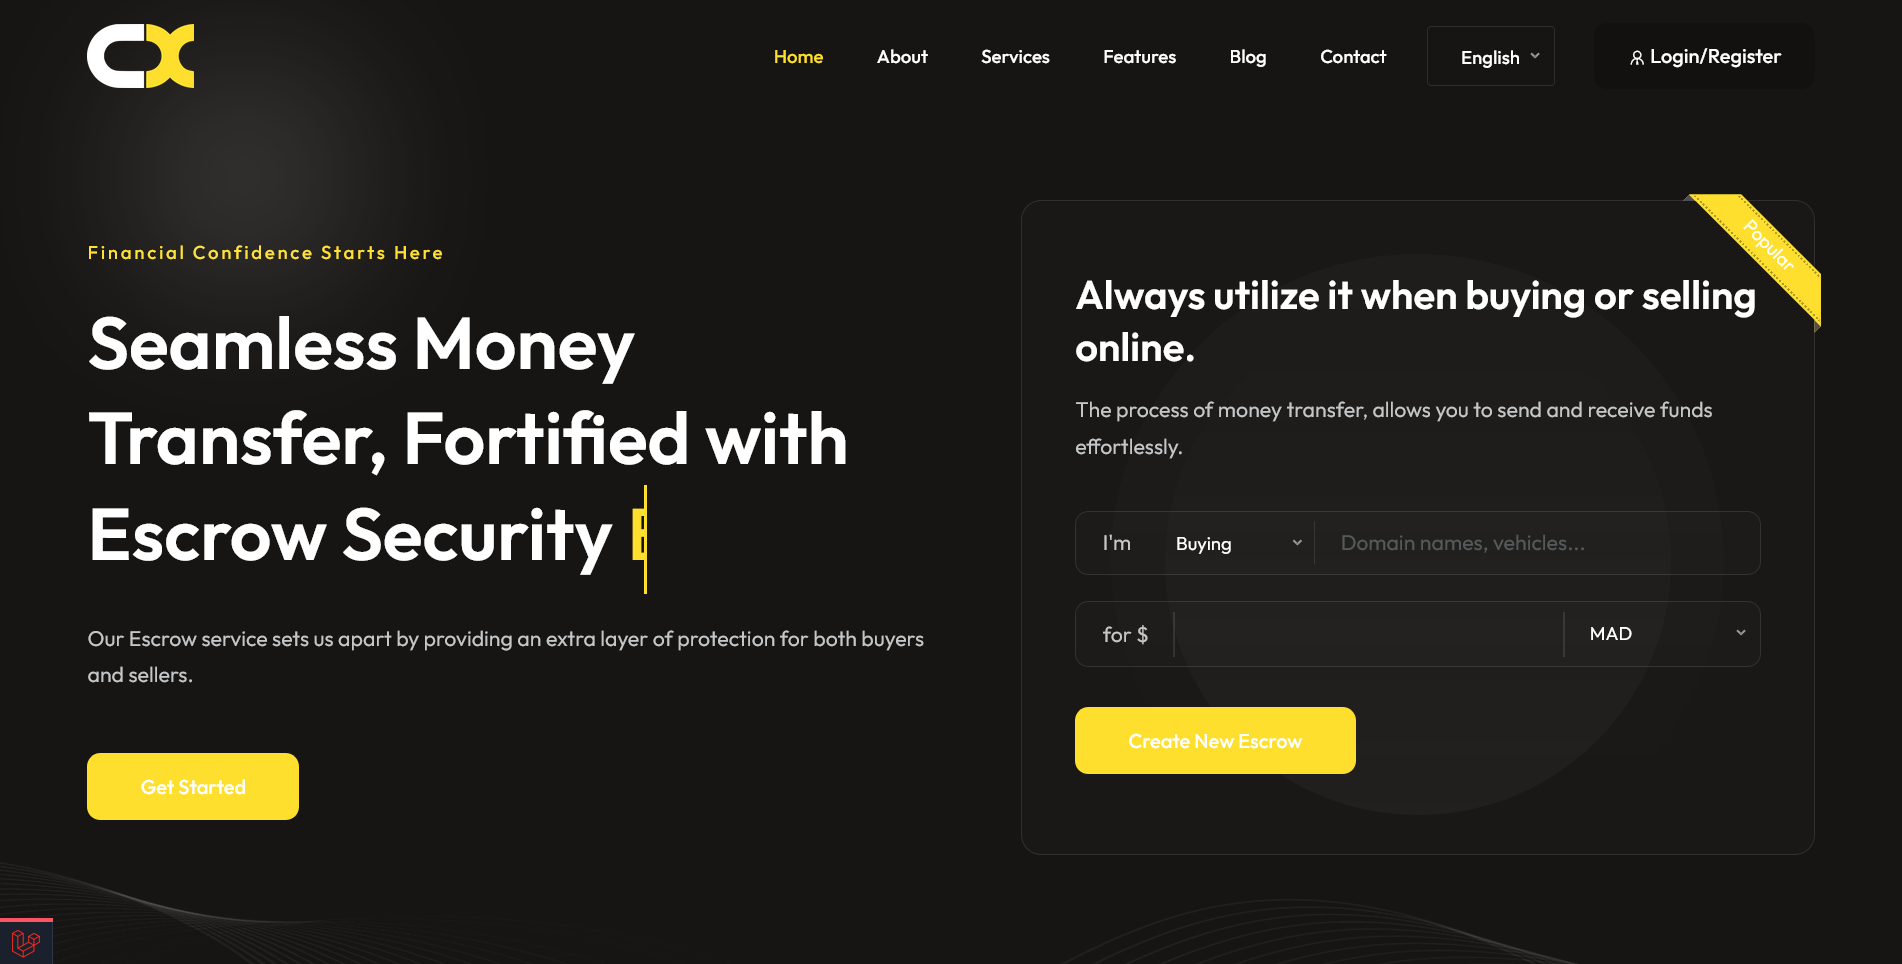 CX
Home About Services Features Blog Contact English Login/Register
Popular
Financial Confidence Starts Here
Seamless Money
Transfer, Fortified with
Escrow Security
Our Escrow service sets us apart by providing an extra layer of protection for both buyers
and sellers.
Get Started
Always utilize it when buying or selling
online.
The process of money transfer, allows you to send and receive funds
effortlessly.
I'm Buying Domain names, vehicles...
for $ MAD
Create New Escrow